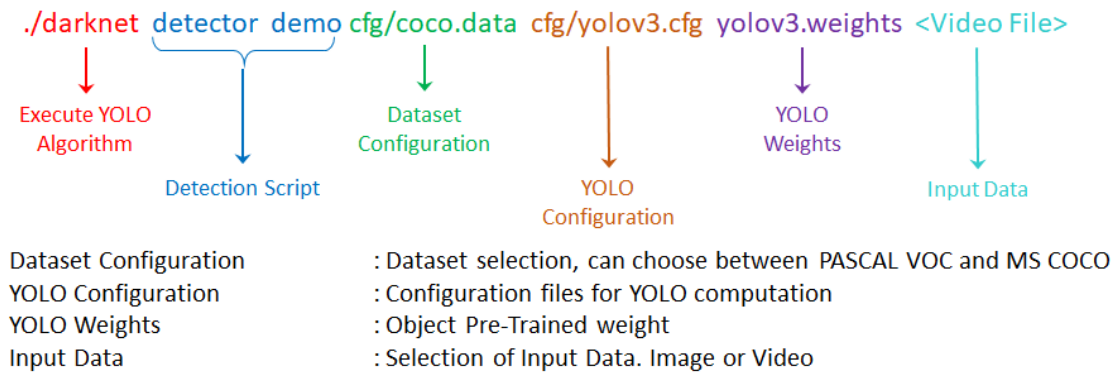 ./darknet detector demo cfg/coco.data cfg/yolov3.cfg yolov3.weights <Video File>
Execute YOLO
Algorithm
Detection Script
Dataset
Configuration
YOLO
Configuration
YOLO
Weights
Input Data
Dataset Configuration : Dataset selection, can choose between PASCAL VOC and MS COCO
YOLO Configuration : Configuration files for YOLO computation
YOLO Weights : Object Pre-Trained weight
Input Data : Selection of Input Data. Image or Video